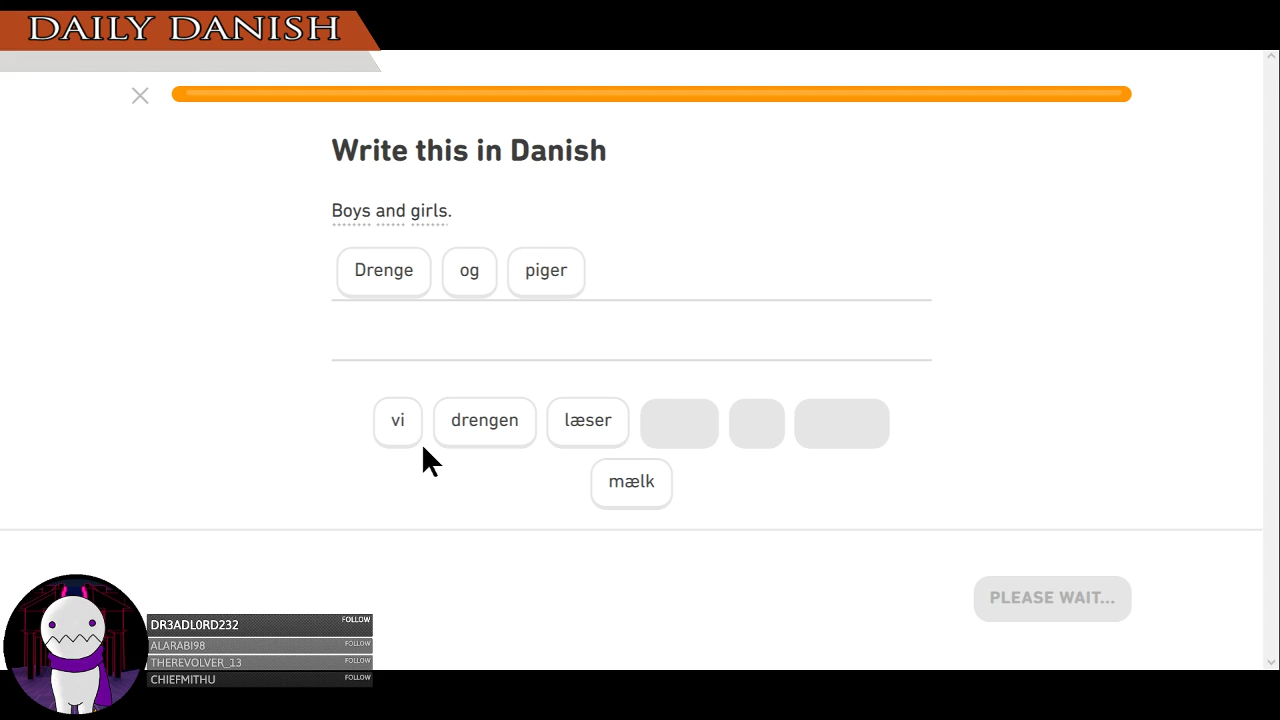 DAILY DANISH
Write this in Danish
Boys and girls.
Drenge og piger
vi drengen læser
mælk
PLEASE WAIT...
DR3ADL0RD232 FOLLOW
ALARABI98 FOLLOW
THEREVOLVER_13 FOLLOW
CHIEFMITHU FOLLOW